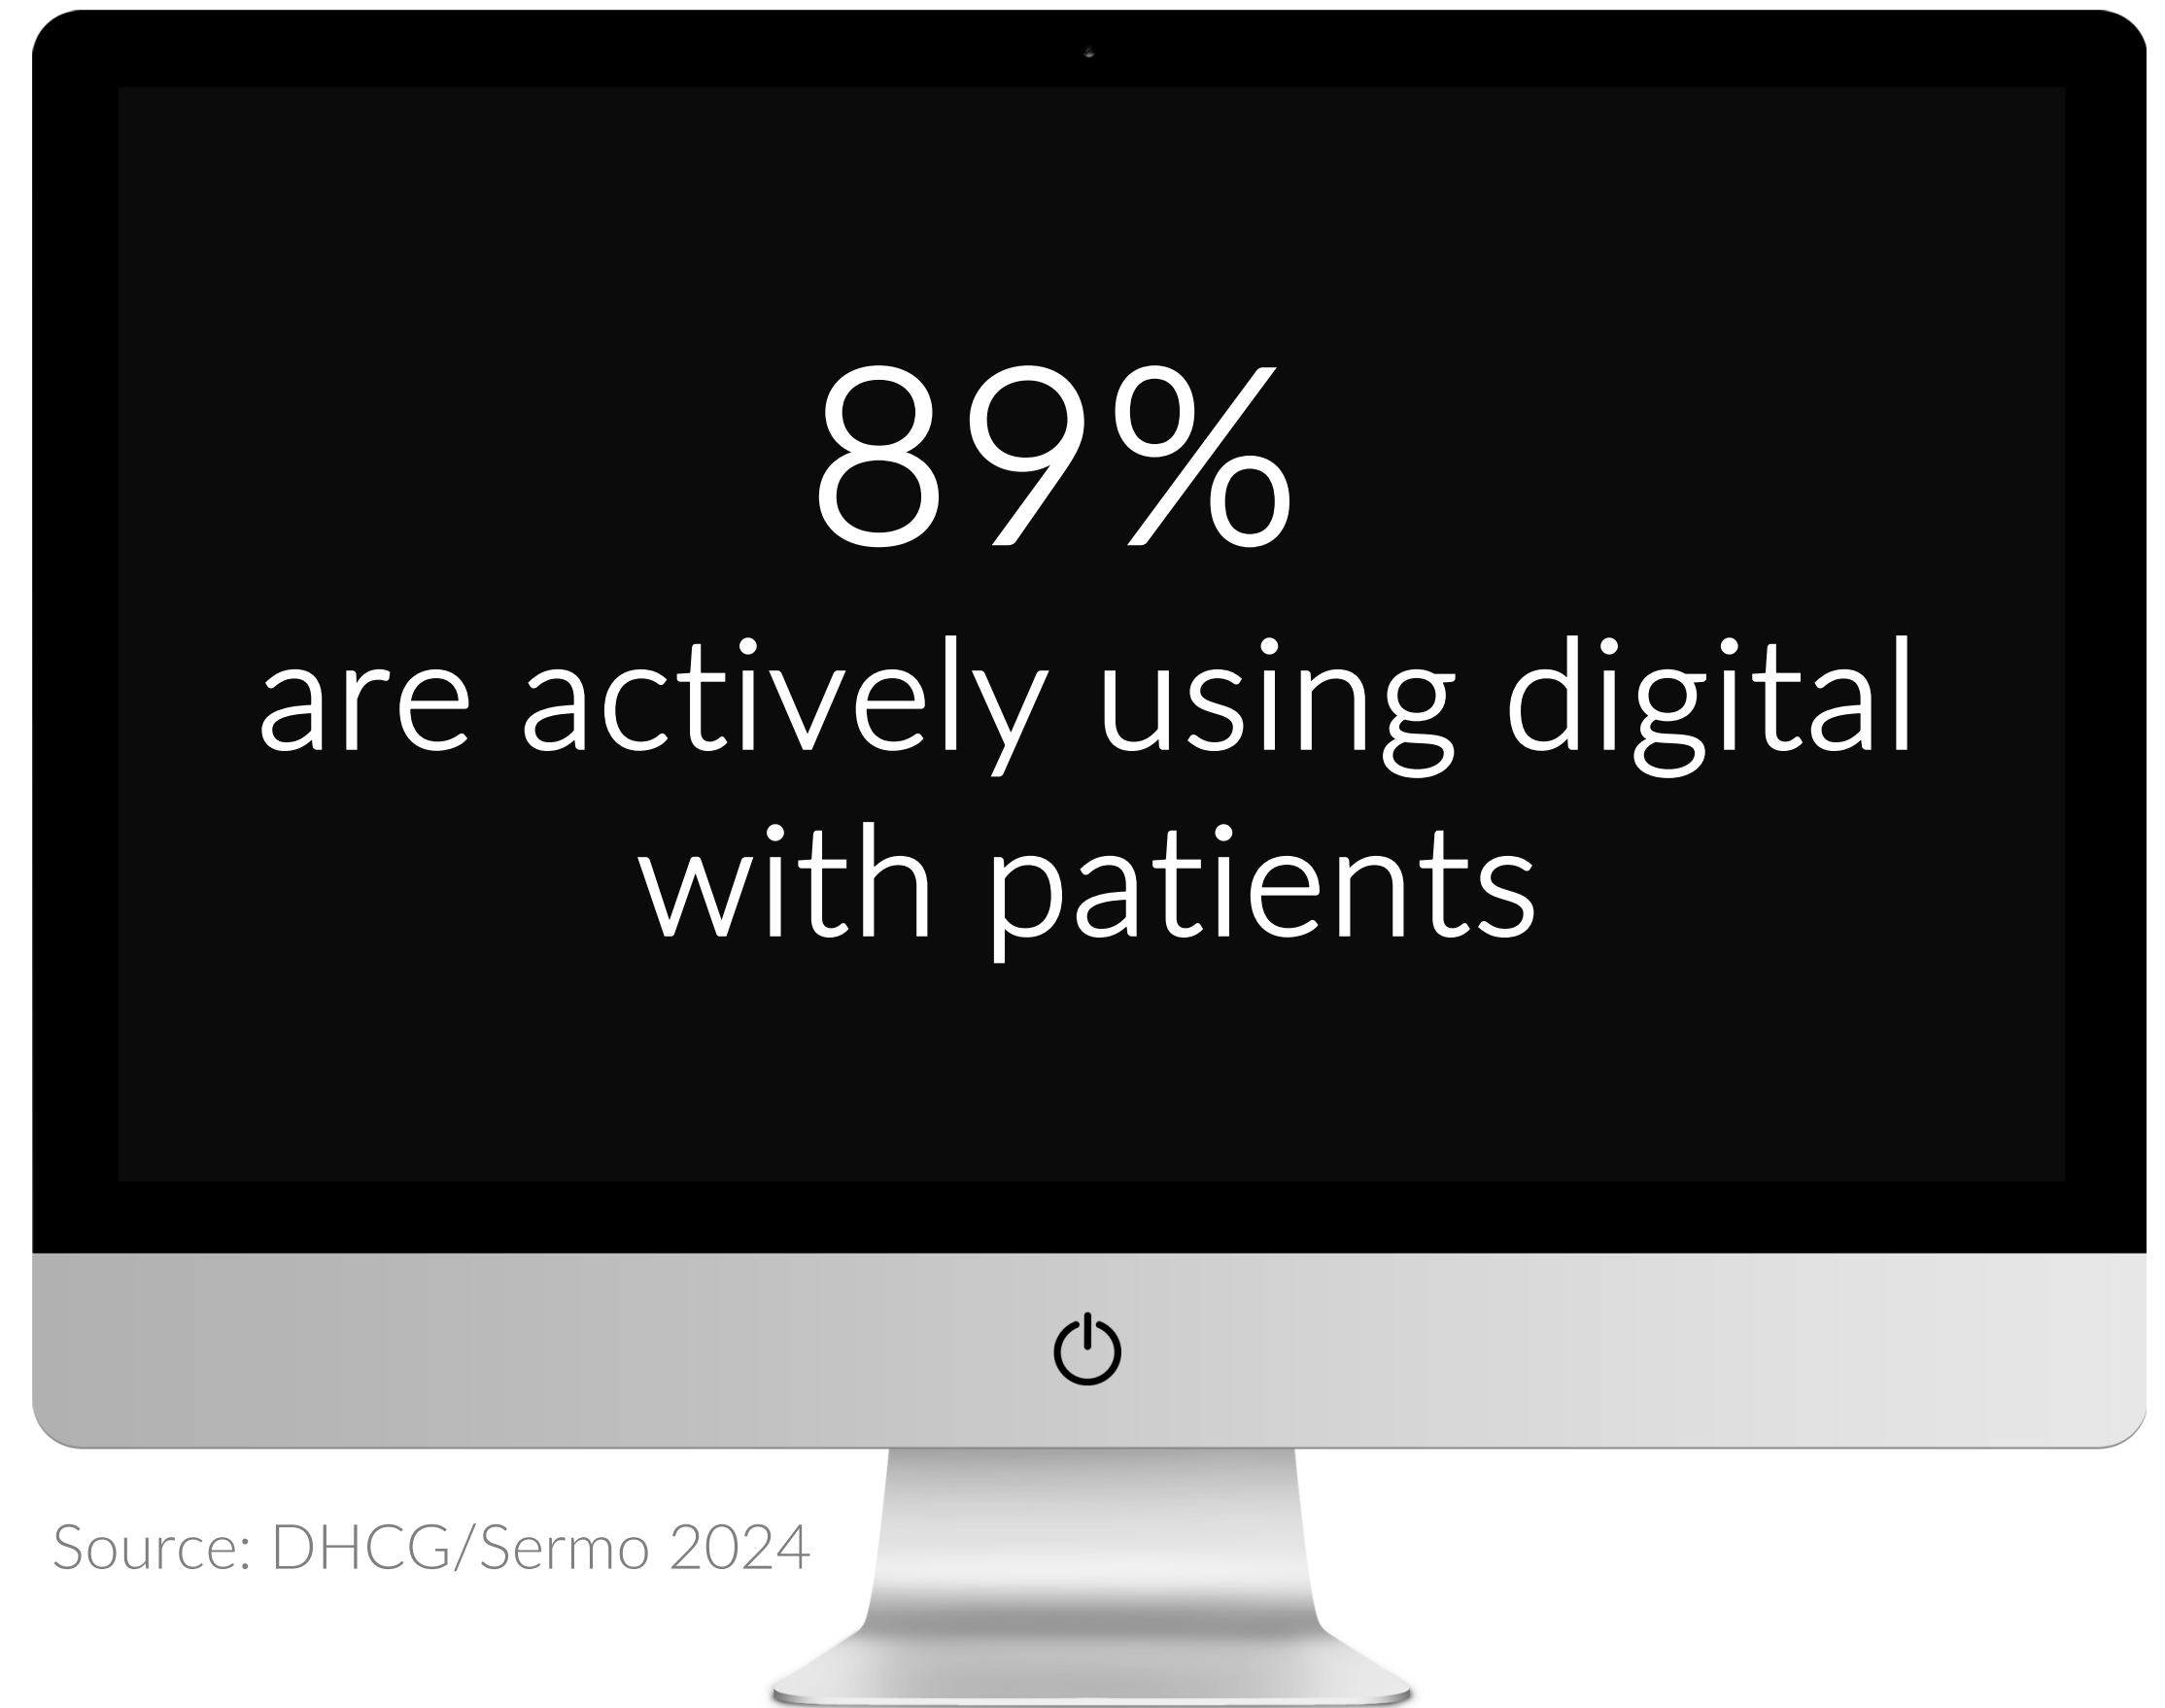 89%
are actively using digital
with patients
Source: DHCG/Sermo 2024